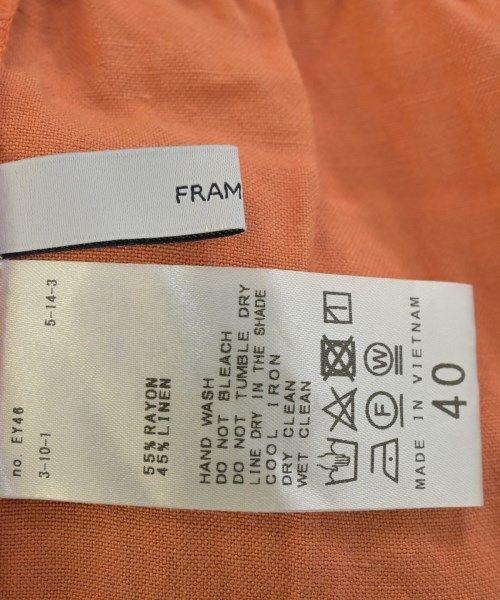 FRAM
no. EY46
5-14-3
3-10-1
55% RAYON
45% LINEN
HAND WASH
DO NOT BLEACH
DO NOT TUMBLE DRY
LINE DRY IN THE SHADE
COOL IRON
DRY CLEAN
WET CLEAN
F
W
MADE IN VIETNAM
40